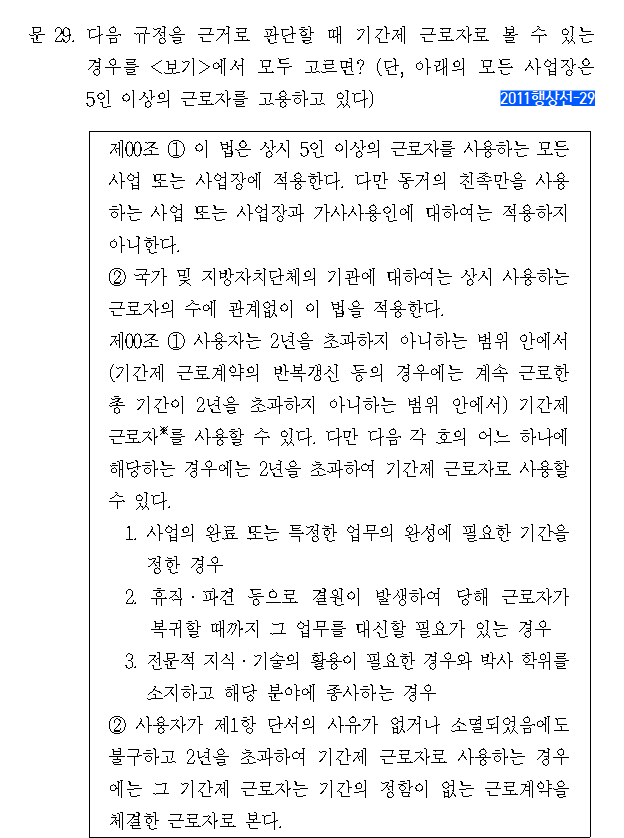 문 29. 다음 규정을 근거로 판단할 때 기간제 근로자로 볼 수 있는
경우를 <보기>에서 모두 고르면? (단, 아래의 모든 사업장은
5인 이상의 근로자를 고용하고 있다)
2011행상선-29
제00조 ① 이 법은 상시 5인 이상의 근로자를 사용하는 모든
사업 또는 사업장에 적용한다. 다만 동거의 친족만을 사용
하는 사업 또는 사업장과 가사사용인에 대하여는 적용하지
아니한다.
② 국가 및 지방자치단체의 기관에 대하여는 상시 사용하는
근로자의 수에 관계없이 이 법을 적용한다.
제00조 ① 사용자는 2년을 초과하지 아니하는 범위 안에서
(기간제 근로계약의 반복갱신 등의 경우에는 계속 근로한
총 기간이 2년을 초과하지 아니하는 범위 안에서) 기간제
근로자※를 사용할 수 있다. 다만 다음 각 호의 어느 하나에
해당하는 경우에는 2년을 초과하여 기간제 근로자로 사용할
수 있다.
1. 사업의 완료 또는 특정한 업무의 완성에 필요한 기간을
정한 경우
2. 휴직·파견 등으로 결원이 발생하여 당해 근로자가
복귀할 때까지 그 업무를 대신할 필요가 있는 경우
3. 전문적 지식·기술의 활용이 필요한 경우와 박사 학위를
소지하고 해당 분야에 종사하는 경우
② 사용자가 제1항 단서의 사유가 없거나 소멸되었음에도
불구하고 2년을 초과하여 기간제 근로자로 사용하는 경우
에는 그 기간제 근로자는 기간의 정함이 없는 근로계약을
체결한 근로자로 본다.